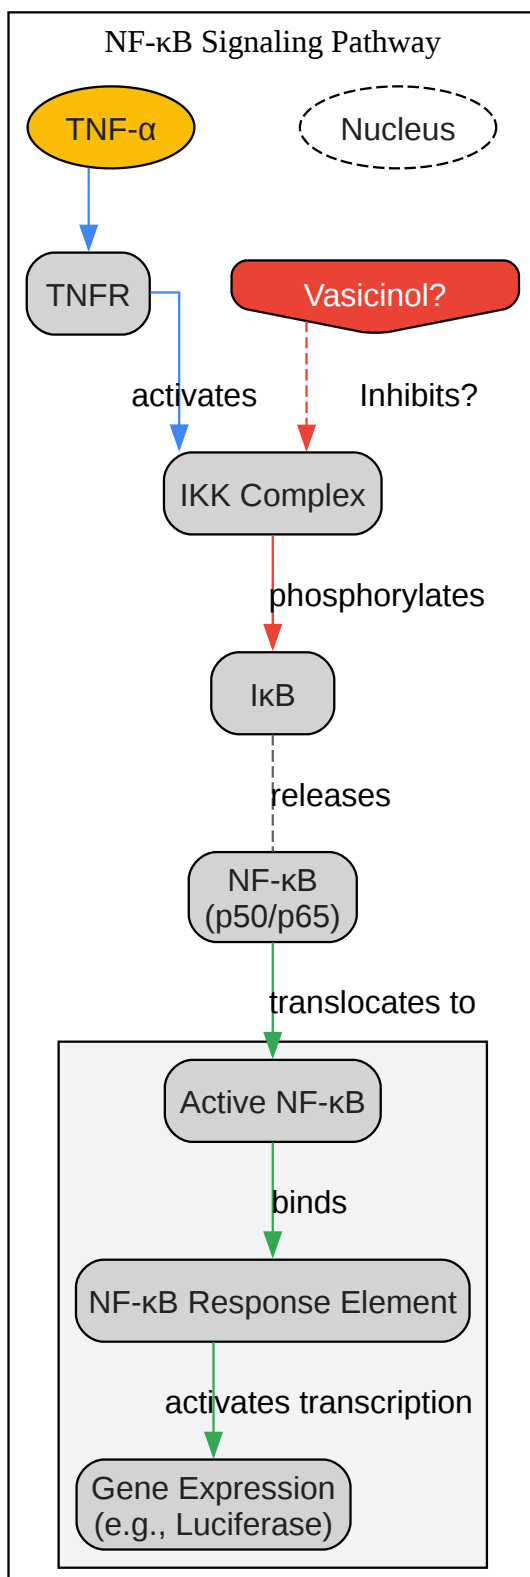 NF-κB Signaling Pathway
TNF-α
Nucleus
TNFR
Vasicinol?
activates
Inhibits?
IKK Complex
phosphorylates
IκB
releases
NF-κB
(p50/p65)
translocates to
Active NF-κB
binds
NF-κB Response Element
activates transcription
Gene Expression
(e.g., Luciferase)